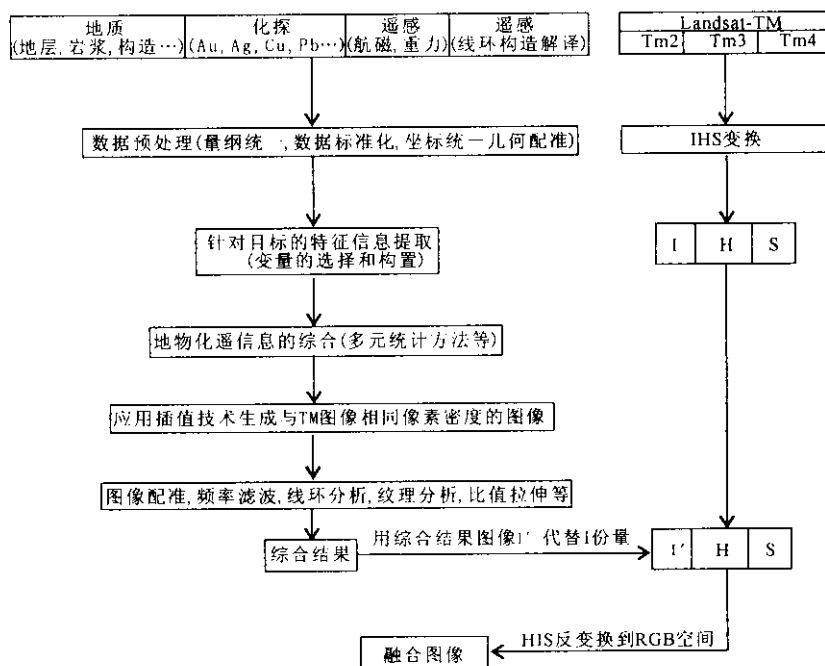 地质 化探 遥感 遥感
(地层,岩浆,构造…) (Au, Ag, Cu, Pb…) (航磁,重力) (线环构造解译)
Landsat-TM
Tm2 Tm3 Tm4
数据预处理(量纲统一,数据标准化,坐标统一几何配准)
IHS变换
针对目标的特征信息提取
(变量的选择和构置)
I H S
地物化遥信息的综合(多元统计方法等)
应用插值技术生成与TM图像相同像素密度的图像
图像配准,频率滤波,线环分析,纹理分析,比值拉伸等
综合结果
用综合结果图像I′代替I份量
I′ H S
HIS反变换到RGB空间
融合图像